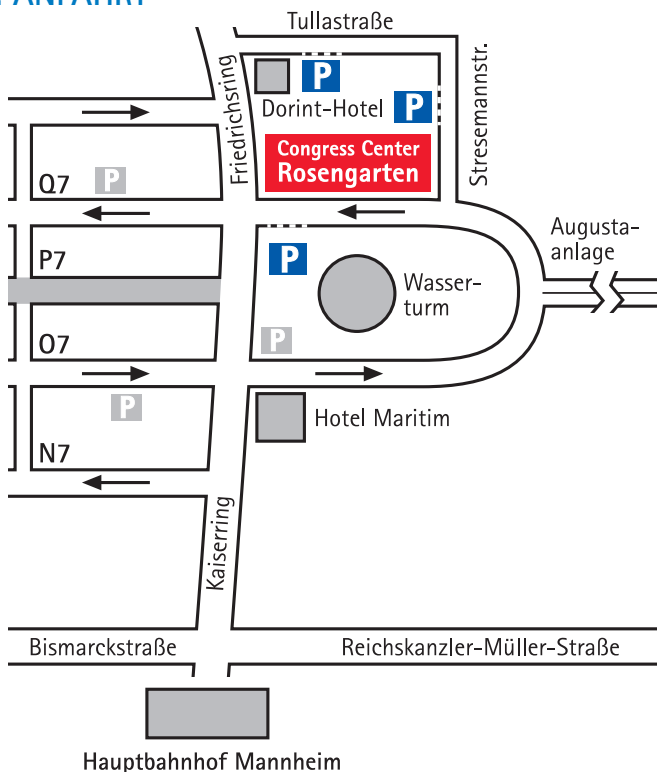 ANFAHRT
Tullastraße
Friedrichsring
P
Dorint-Hotel
P
Stresemannstr.
Congress Center
Rosengarten
Q7
P
P7
P
Wasser-
turm
Augusta-
anlage
O7
P
P
Hotel Maritim
N7
Kaiserring
Bismarckstraße
Reichskanzler-Müller-Straße
Hauptbahnhof Mannheim